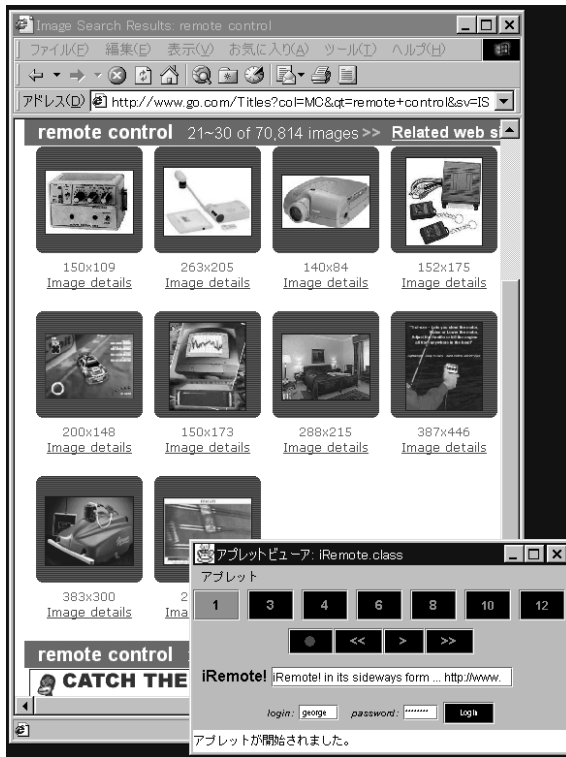 Image Search Results: remote control
ファイル(F) 編集(E) 表示(V) お気に入り(A) ツール(T) ヘルプ(H)
アドレス(D) http://www.go.com/Titles?col=MC&qt=remote+control&sv=IS
remote control 21~30 of 70,814 images >> Related web si
150x109 263x205 140x84 152x175
Image details Image details Image details Image details
200x148 150x173 288x215 387x446
Image details Image details Image details Image details
383x300 2
Image details Ima
remote contr
CATCH THE
アプレットビューア: iRemote.class
アプレット
1 3 4 6 8 10 12
<< > >>
iRemote! iRemote! in its sideways form ... http://www.
login: george password: ******** Login
アプレットが開始されました。